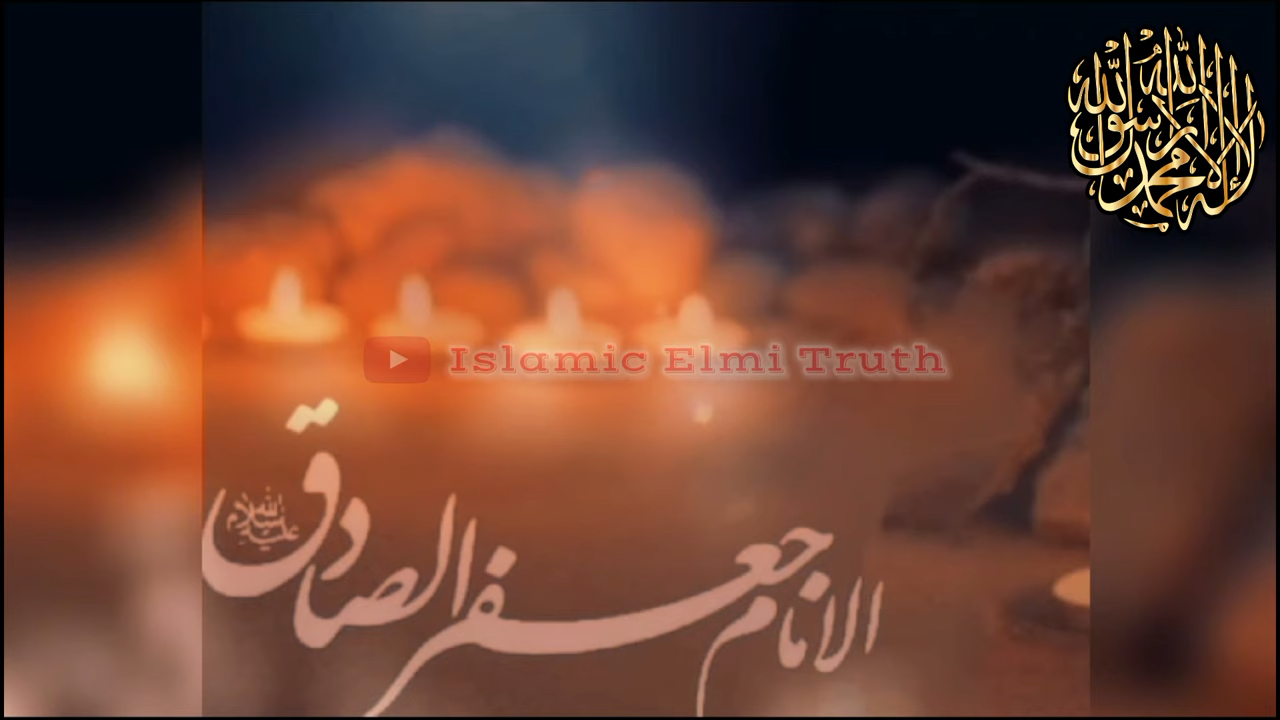 لا إله إلا الله محمد رسول الله
Islamic Elmi Truth
الامام جعفر الصادق
عليه السلام